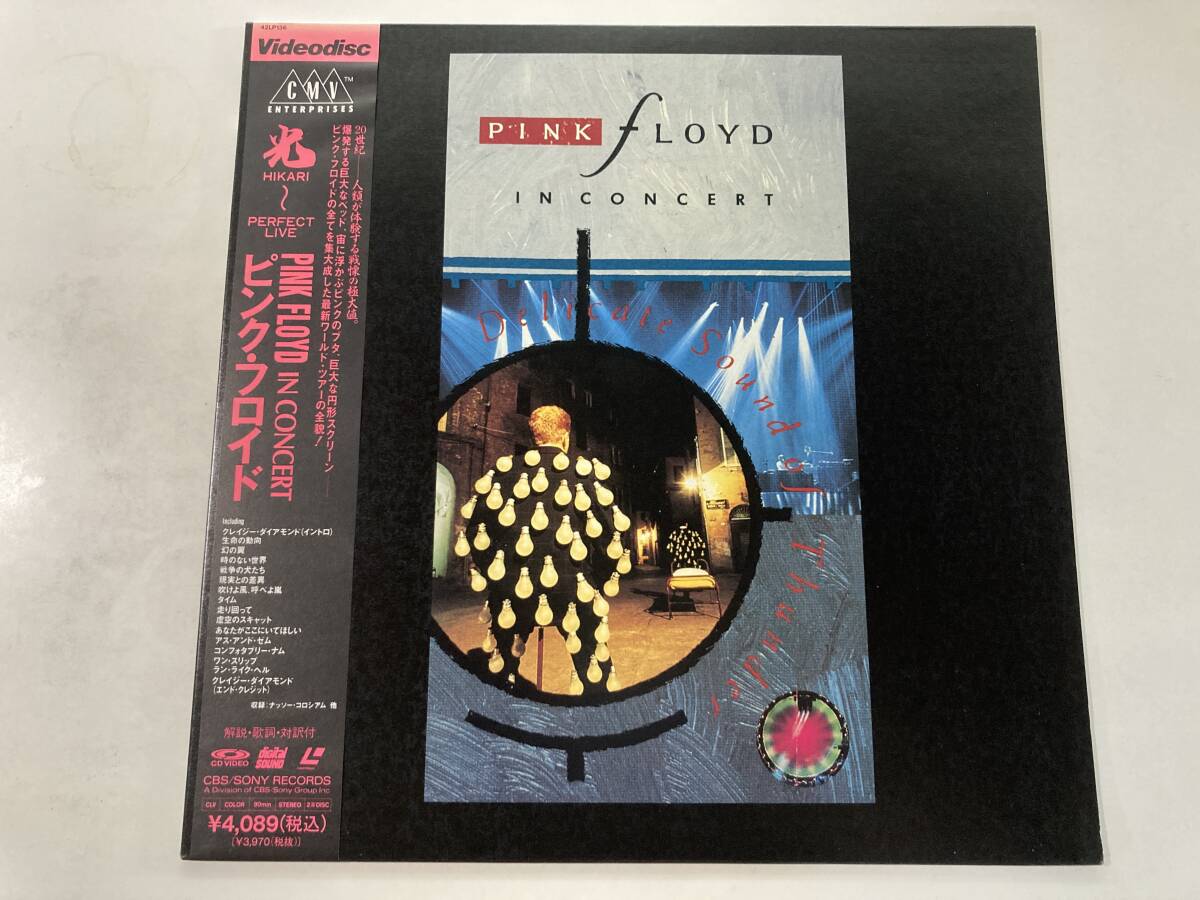 42LP136
Videodisc
CMV™
ENTERPRISES
光
HIKARI
〜
PERFECT
LIVE
20世紀──人類が体験する戦慄の極大値。
爆発する巨大なベッド、宙に浮かぶピンクのブタ、巨大な円形スクリーン──
ピンク・フロイドの全てを集大成した最新ワールド・ツアーの全貌!
PINK FLOYD IN CONCERT
ピンク・フロイド
Including
クレイジー・ダイアモンド(イントロ)
生命の動向
幻の翼
時のない世界
戦争の犬たち
現実との差異
吹けよ風、呼べよ嵐
タイム
走り回って
虚空のスキャット
あなたがここにいてほしい
アス・アンド・ゼム
コンフォタブリー・ナム
ワン・スリップ
ラン・ライク・ヘル
クレイジー・ダイアモンド
(エンド・クレジット)
収録:ナッソー・コロシアム 他
解説・歌詞・対訳付
CD VIDEO
digital
SOUND
CBS/SONY RECORDS
A Division of CBS/Sony Group Inc
CLV COLOR 90min STEREO 2 DISC
¥4,089(税込)
[¥3,970(税抜)]
PINK fLOYD
IN CONCERT
Delicate Sound of Thunder